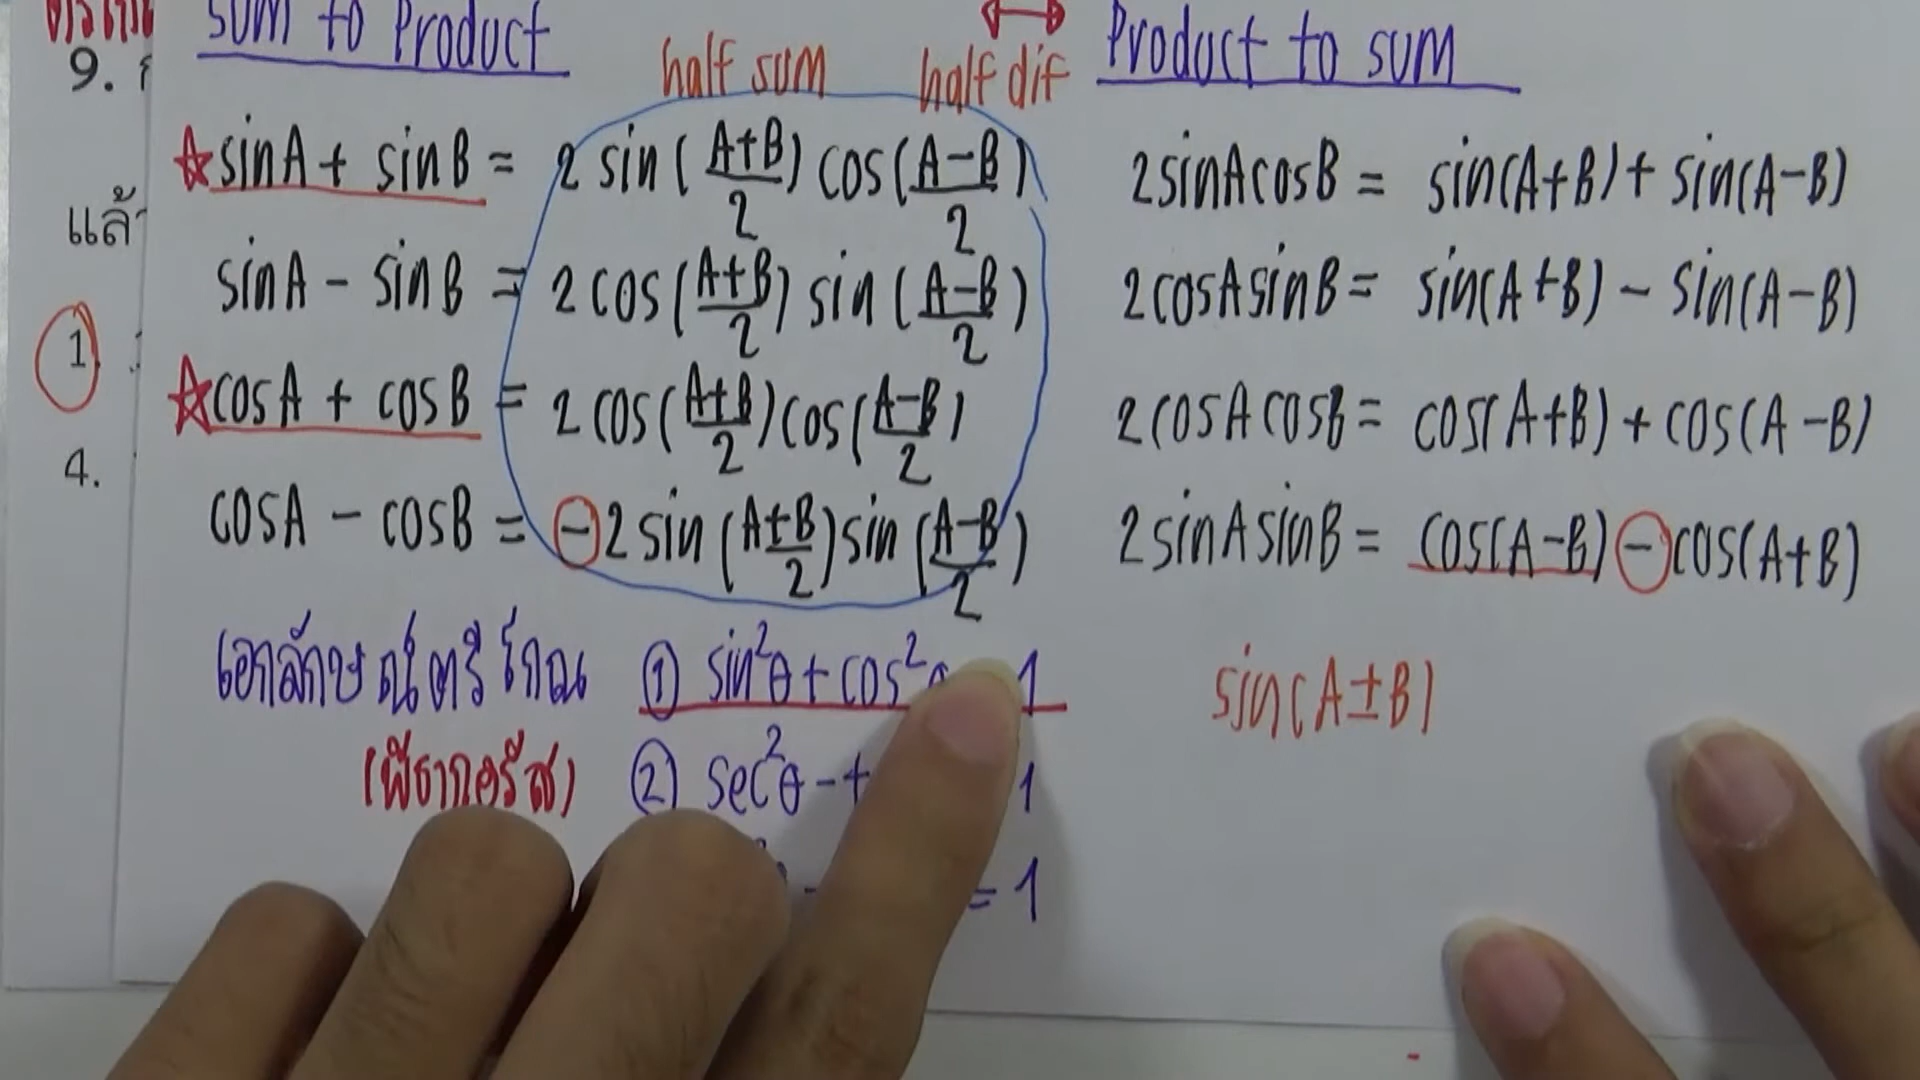 Sum to Product
half sum
half dif
Product to sum
9.
☆sinA + sinB = 2 sin(A+B/2) cos(A-B/2)
2sinAcosB = sin(A+B) + sin(A-B)
แล้ว
sinA - sinB = 2cos(A+B/2) sin(A-B/2)
2cosAsinB = sin(A+B) - sin(A-B)
1
☆cosA + cosB = 2cos(A+B/2)cos(A-B/2)
2cosAcosB = cos(A+B) + cos(A-B)
4.
cosA - cosB = -2sin(A+B/2)sin(A-B/2)
2sinAsinB = cos(A-B) - cos(A+B)
เอกลักษณ์ตรีโกณ ① sin²θ + cos² 1
sin(A±B)
(พีธากอรัส) ② sec²θ - t 1
= 1